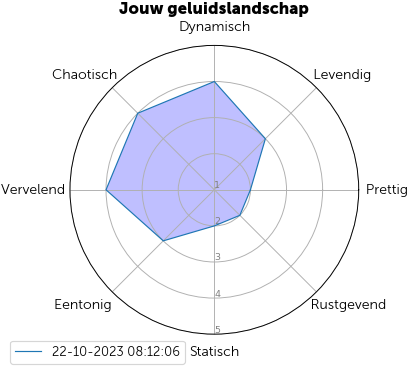 Jouw geluidslandschap
Dynamisch
Chaotisch
Levendig
Vervelend
Prettig
1
2
3
4
5
Eentonig
Rustgevend
Statisch
22-10-2023 08:12:06